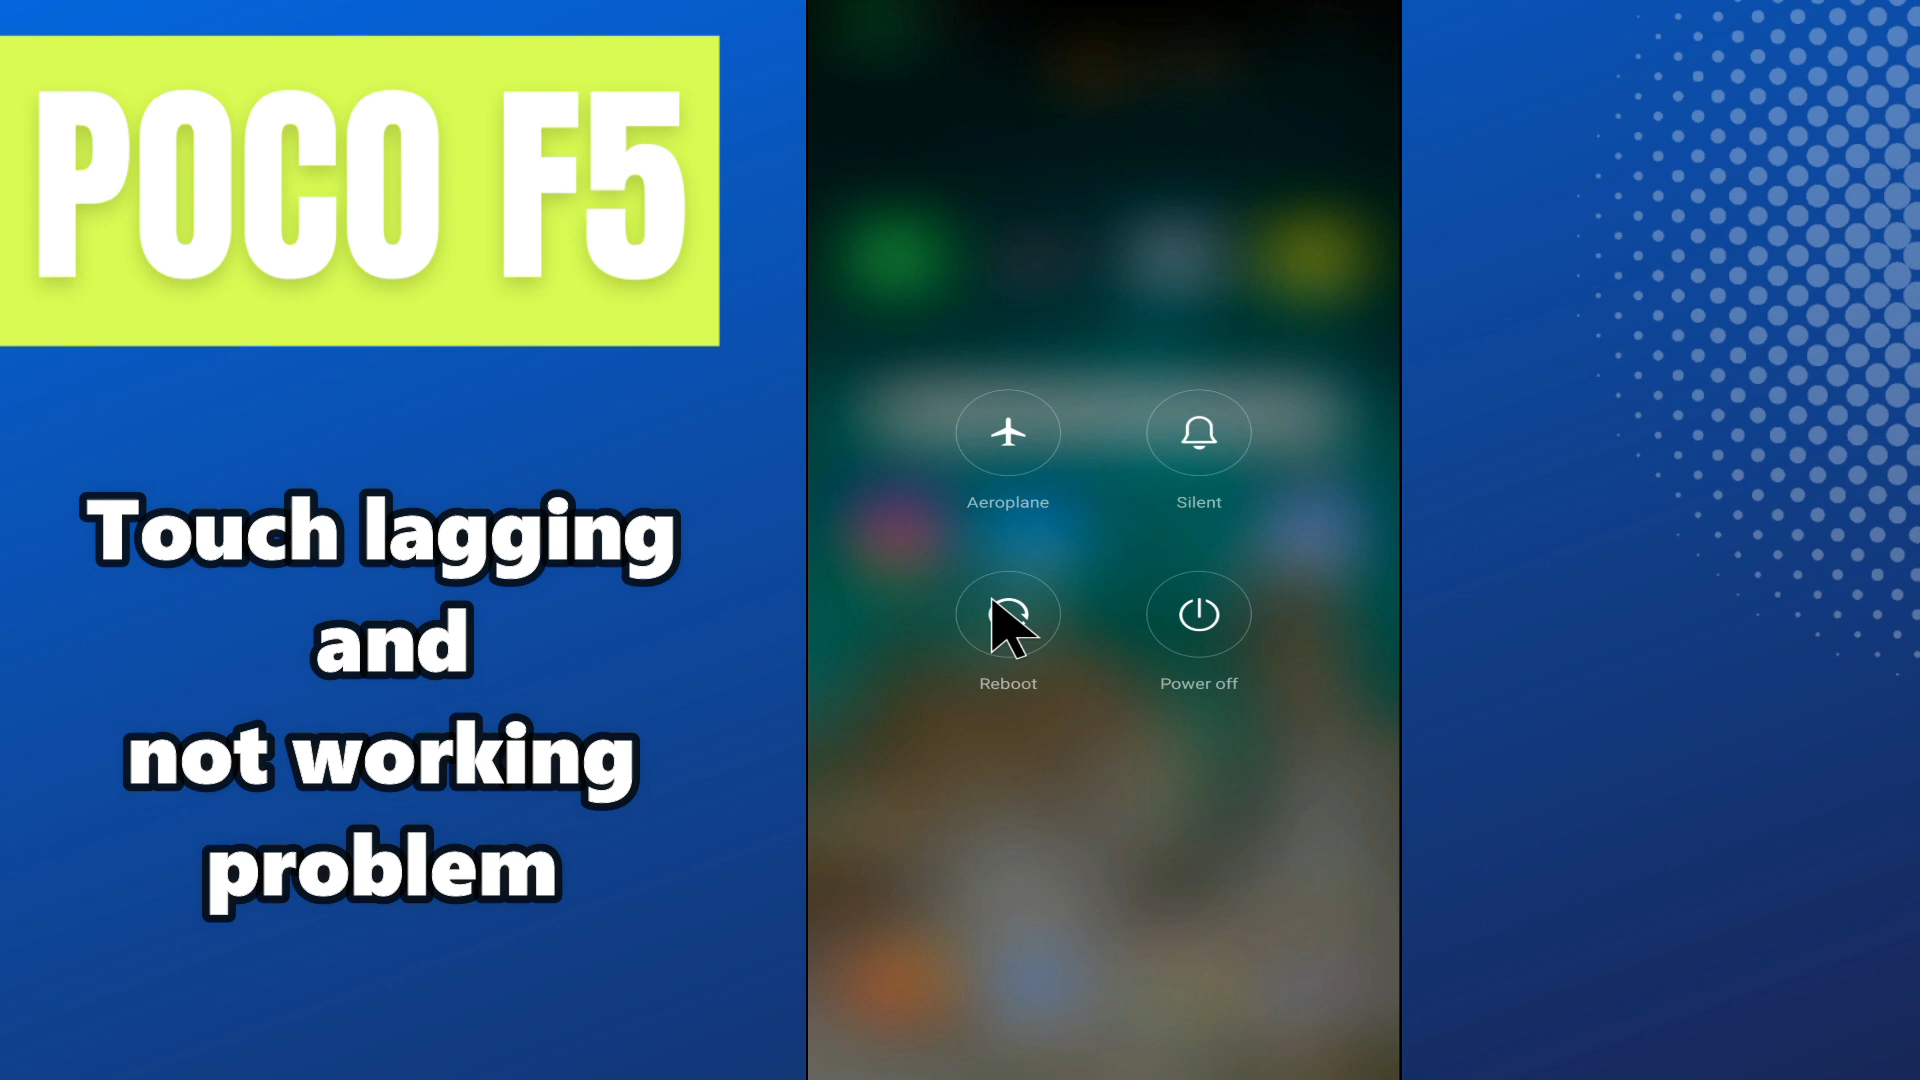 POCO F5
Touch lagging
and
not working
problem
Aeroplane
Silent
Reboot
Power off